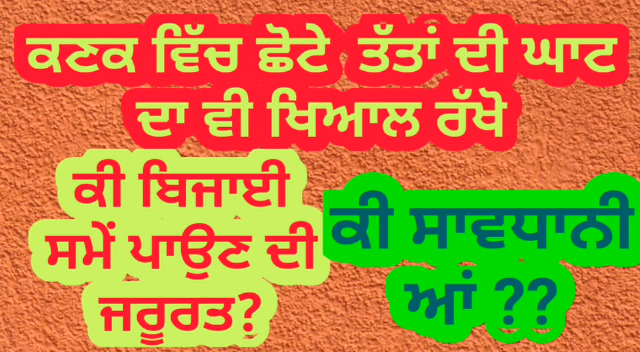 ਕਣਕ ਵਿੱਚ ਛੋਟੇ ਤੱਤਾਂ ਦੀ ਘਾਟ
ਦਾ ਵੀ ਖਿਆਲ ਰੱਖੋ
ਕੀ ਬਿਜਾਈ
ਸਮੇਂ ਪਾਉਣ ਦੀ
ਜਰੂਰਤ?
ਕੀ ਸਾਵਧਾਨੀ
ਆਂ ??